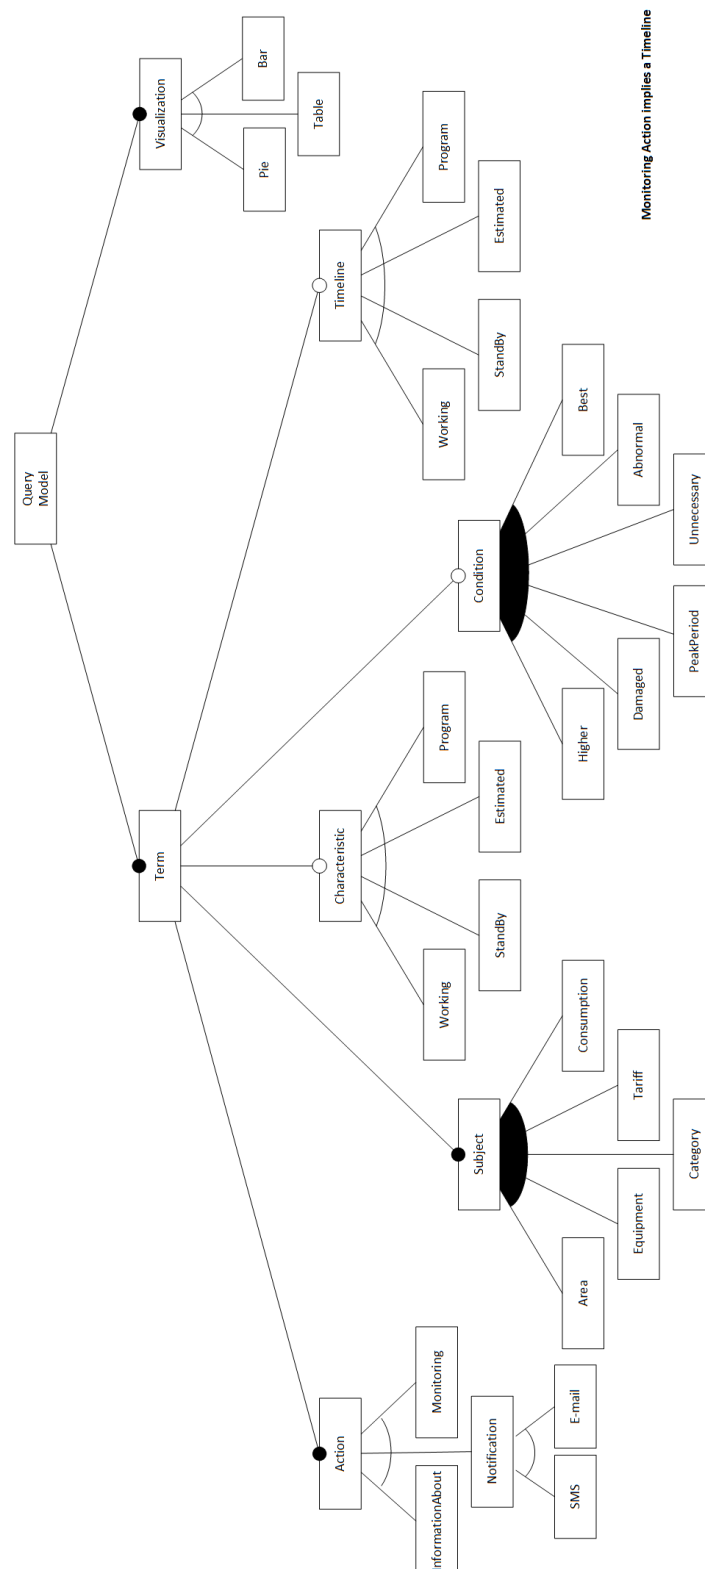 Query
Model
Term
Visualization
Action
Subject
Characteristic
Condition
Timeline
Pie
Table
Bar
InformationAbout
Notification
Monitoring
SMS
E-mail
Area
Equipment
Category
Tariff
Consumption
Working
StandBy
Estimated
Program
Higher
Damaged
PeakPeriod
Unnecessary
Abnormal
Best
Working
StandBy
Estimated
Program
Monitoring Action implies a Timeline